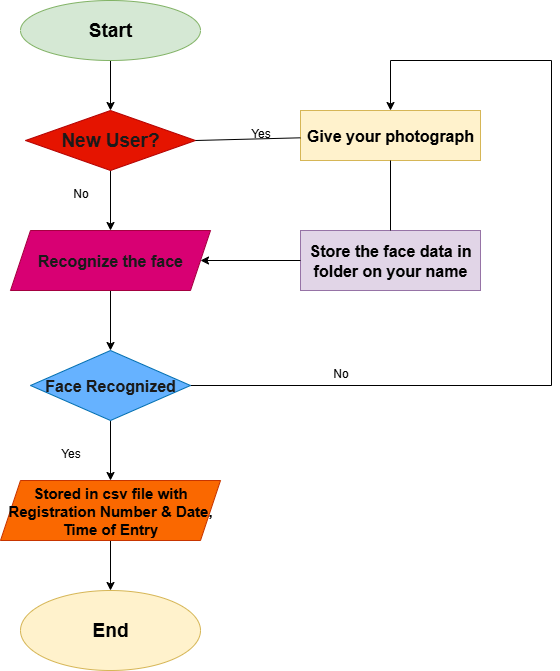 Start
New User?
Yes
Give your photograph
No
Recognize the face
Store the face data in
folder on your name
Face Recognized
No
Yes
Stored in csv file with
Registration Number & Date,
Time of Entry
End